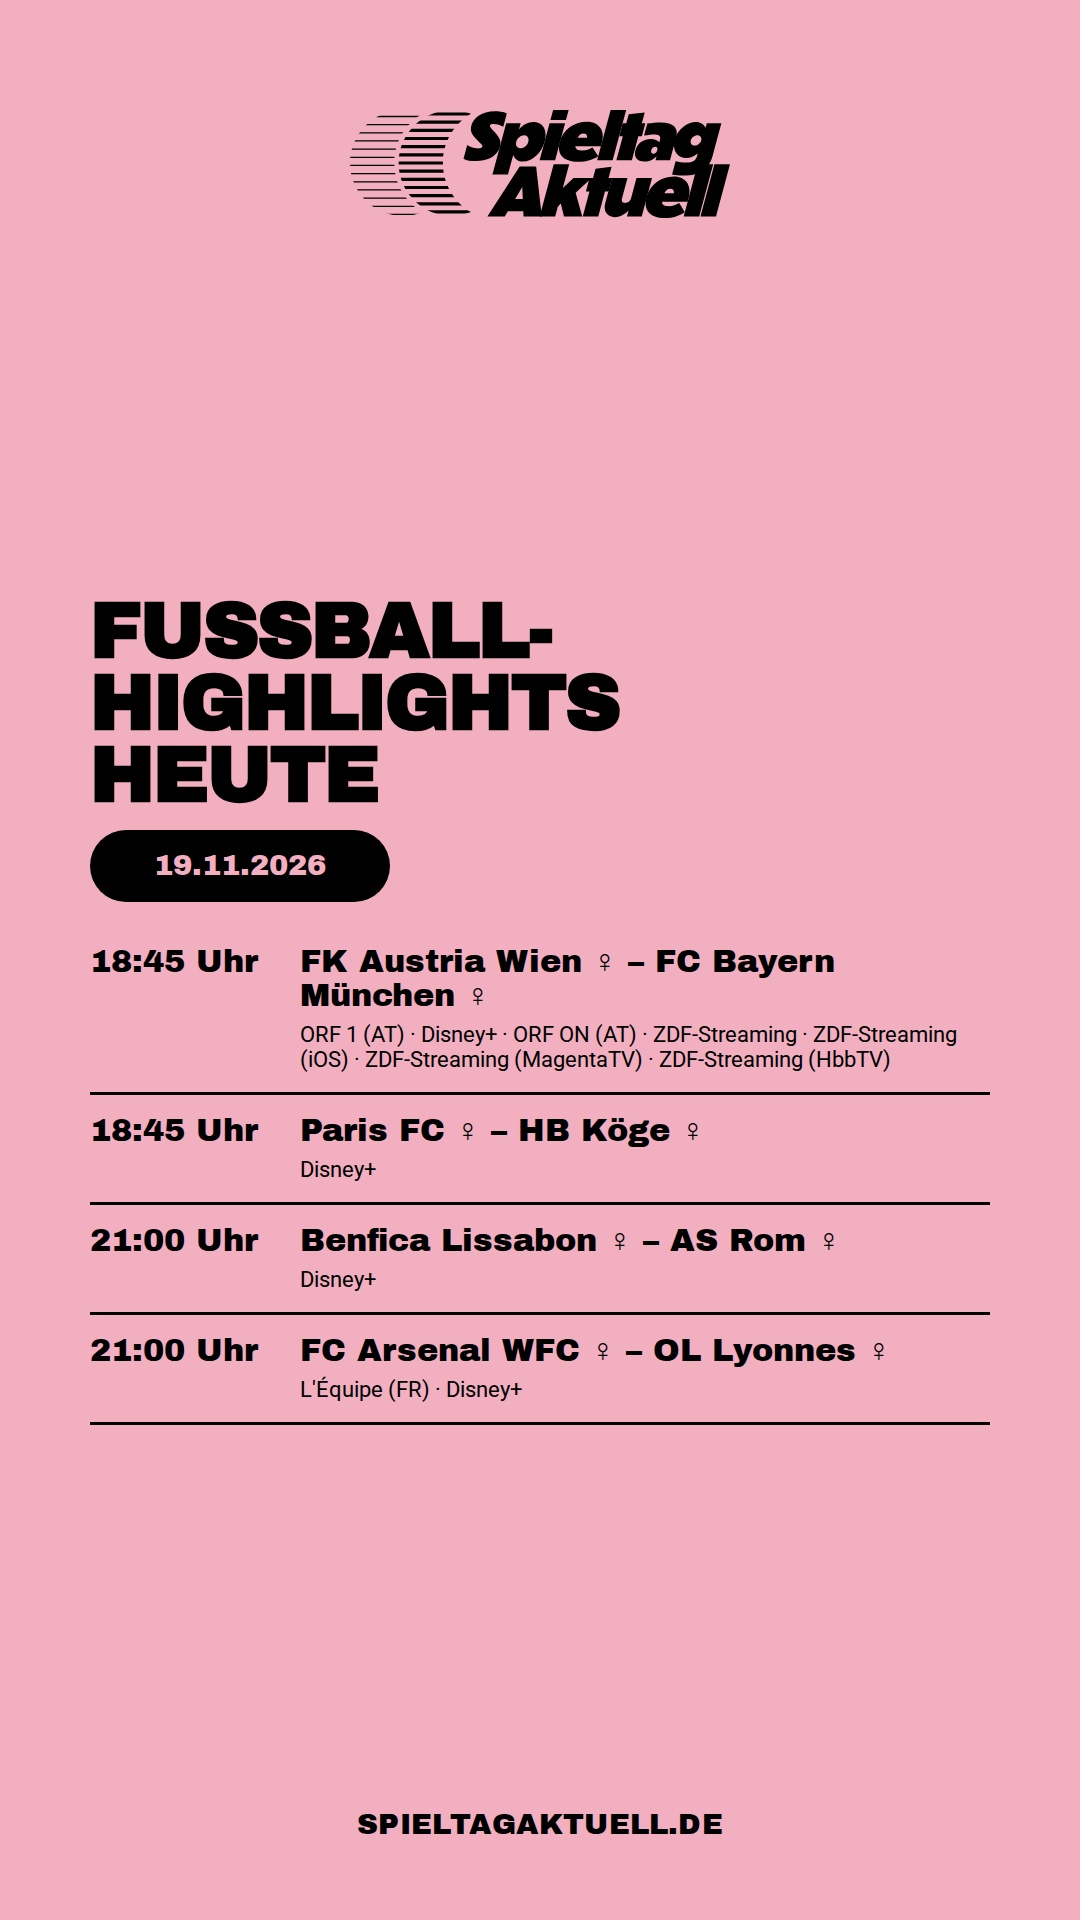 Spieltag
Aktuell
FUSSBALL-
HIGHLIGHTS
HEUTE
19.11.2026
18:45 Uhr FK Austria Wien ♀ – FC Bayern
München ♀
ORF 1 (AT) · Disney+ · ORF ON (AT) · ZDF-Streaming · ZDF-Streaming
(iOS) · ZDF-Streaming (MagentaTV) · ZDF-Streaming (HbbTV)
18:45 Uhr Paris FC ♀ – HB Köge ♀
Disney+
21:00 Uhr Benfica Lissabon ♀ – AS Rom ♀
Disney+
21:00 Uhr FC Arsenal WFC ♀ – OL Lyonnes ♀
L'Équipe (FR) · Disney+
SPIELTAGAKTUELL.DE